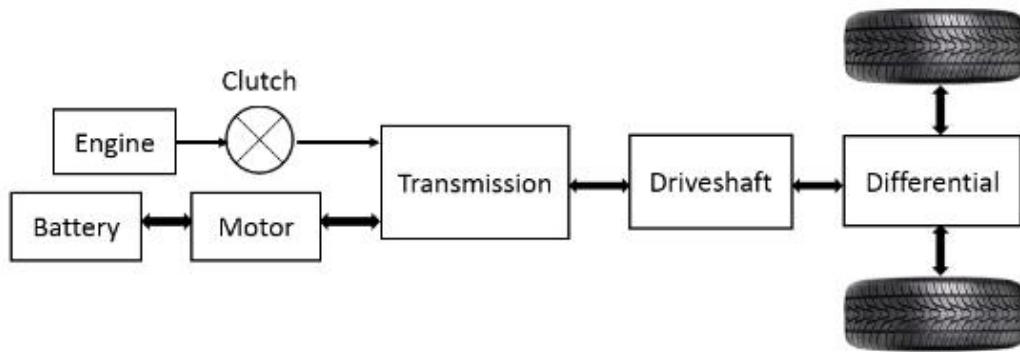 Clutch
Engine
Transmission
Driveshaft
Differential
Battery
Motor